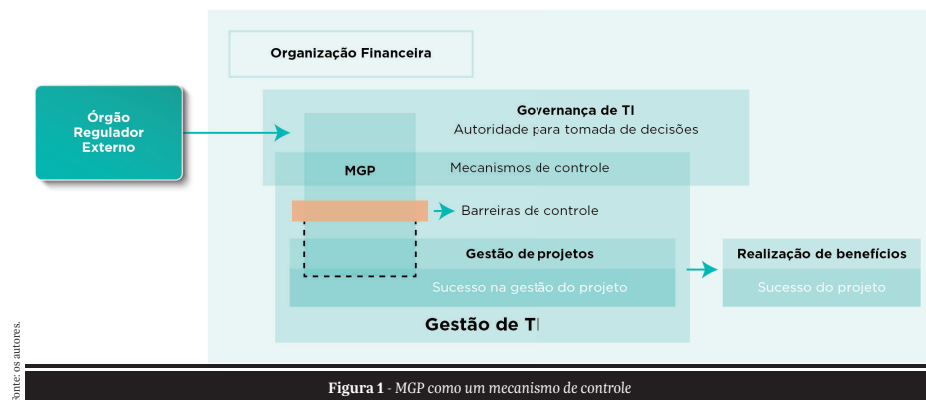 Organização Financeira
Órgão
Regulador
Externo
Governança de TI
Autoridade para tomada de decisões
MGP
Mecanismos de controle
Barreiras de controle
Gestão de projetos
Sucesso na gestão do projeto
Realização de benefícios
Sucesso do projeto
Gestão de TI
Fonte: os autores.
Figura 1 - MGP como um mecanismo de controle